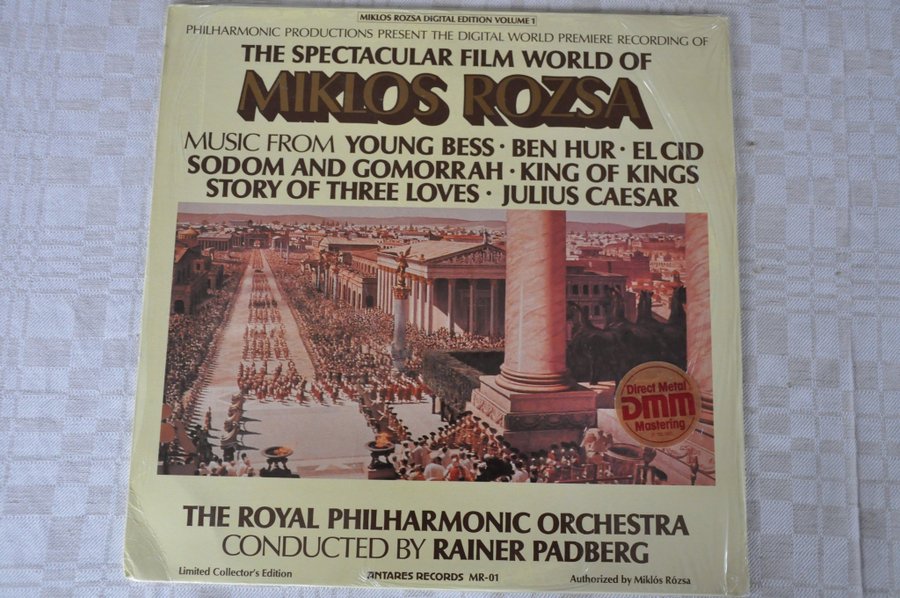 MIKLOS ROZSA DIGITAL EDITION VOLUME 1
PHILHARMONIC PRODUCTIONS PRESENT THE DIGITAL WORLD PREMIERE RECORDING OF
THE SPECTACULAR FILM WORLD OF
MIKLOS ROZSA
MUSIC FROM YOUNG BESS · BEN HUR · EL CID
SODOM AND GOMORRAH · KING OF KINGS
STORY OF THREE LOVES · JULIUS CAESAR
Direct Metal
DMM
Mastering
THE ROYAL PHILHARMONIC ORCHESTRA
CONDUCTED BY RAINER PADBERG
Limited Collector's Edition
ANTARES RECORDS MR-01
Authorized by Miklós Rózsa